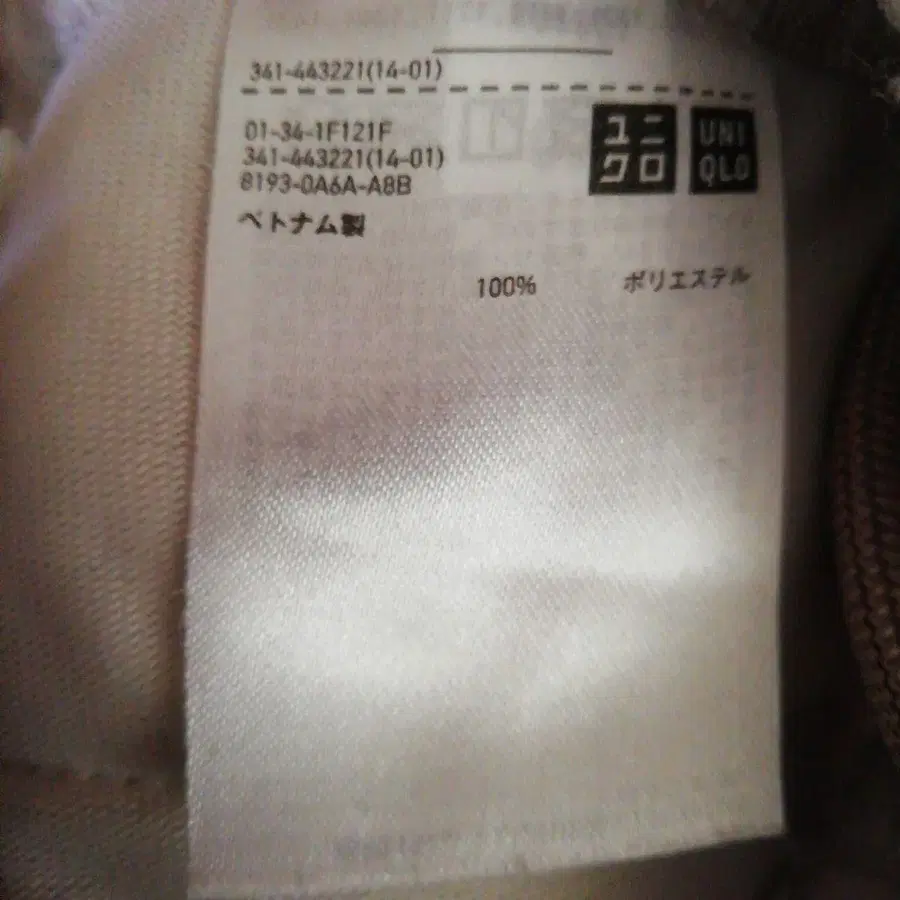 341-443221(14-01)
01-34-1F121F
341-443221(14-01)
8193-0A6A-A8B
ユニ
クロ
UNI
QLO
ベトナム製
100% ポリエステル